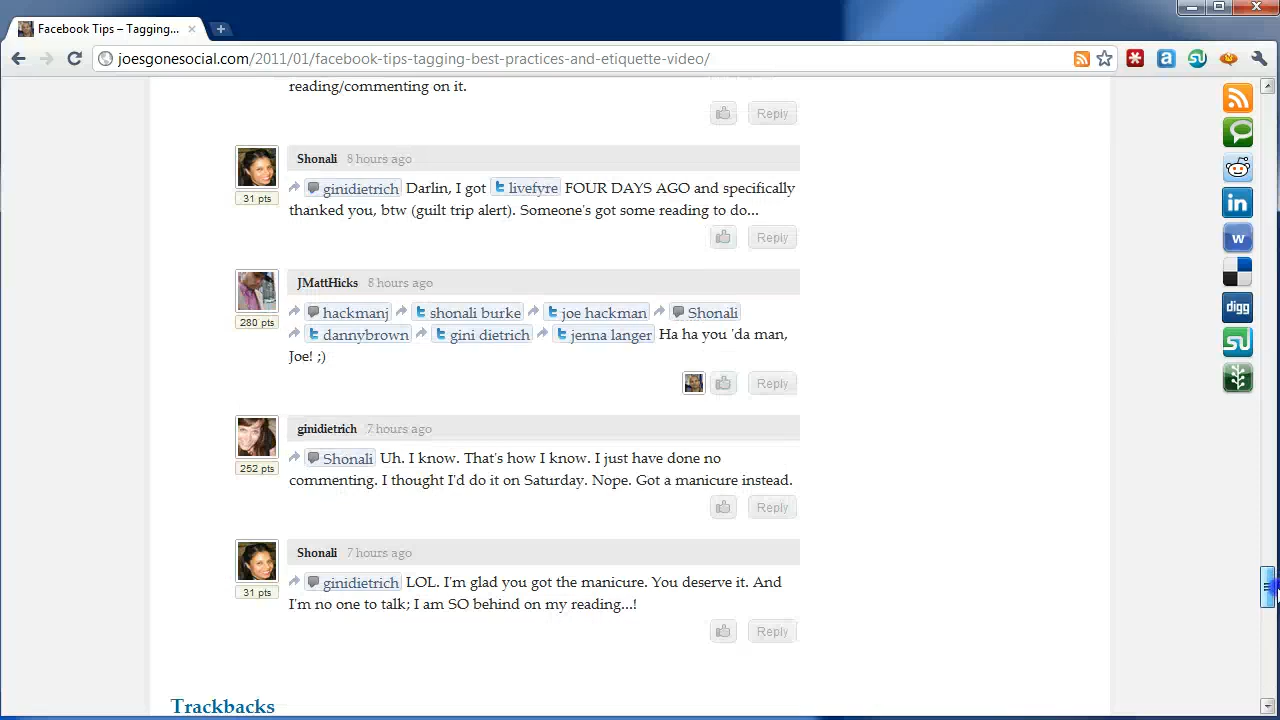 Facebook Tips – Tagging...
joesgonesocial.com/2011/01/facebook-tips-tagging-best-practices-and-etiquette-video/
reading/commenting on it.
Reply
Shonali 8 hours ago
31 pts
ginidietrich Darlin, I got livefyre FOUR DAYS AGO and specifically
thanked you, btw (guilt trip alert). Someone's got some reading to do...
Reply
JMattHicks 8 hours ago
280 pts
hackmanj shonali burke joe hackman Shonali
dannybrown gini dietrich jenna langer Ha ha you 'da man,
Joe! ;)
Reply
ginidietrich 7 hours ago
252 pts
Shonali Uh. I know. That's how I know. I just have done no
commenting. I thought I'd do it on Saturday. Nope. Got a manicure instead.
Reply
Shonali 7 hours ago
31 pts
ginidietrich LOL. I'm glad you got the manicure. You deserve it. And
I'm no one to talk; I am SO behind on my reading...!
Reply
Trackbacks
in
w
digg